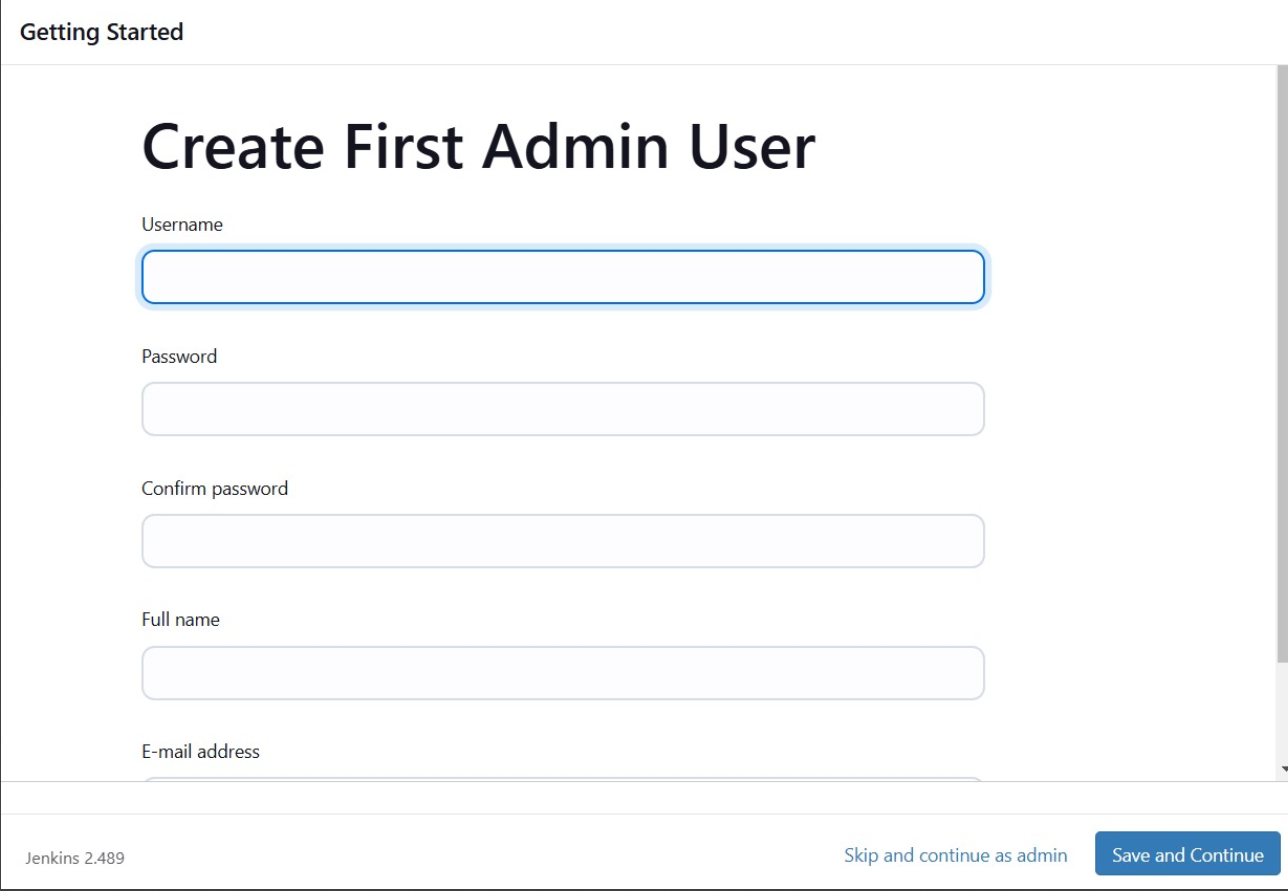 Getting Started
Create First Admin User
Username
Password
Confirm password
Full name
E-mail address
Jenkins 2.489
Skip and continue as admin
Save and Continue